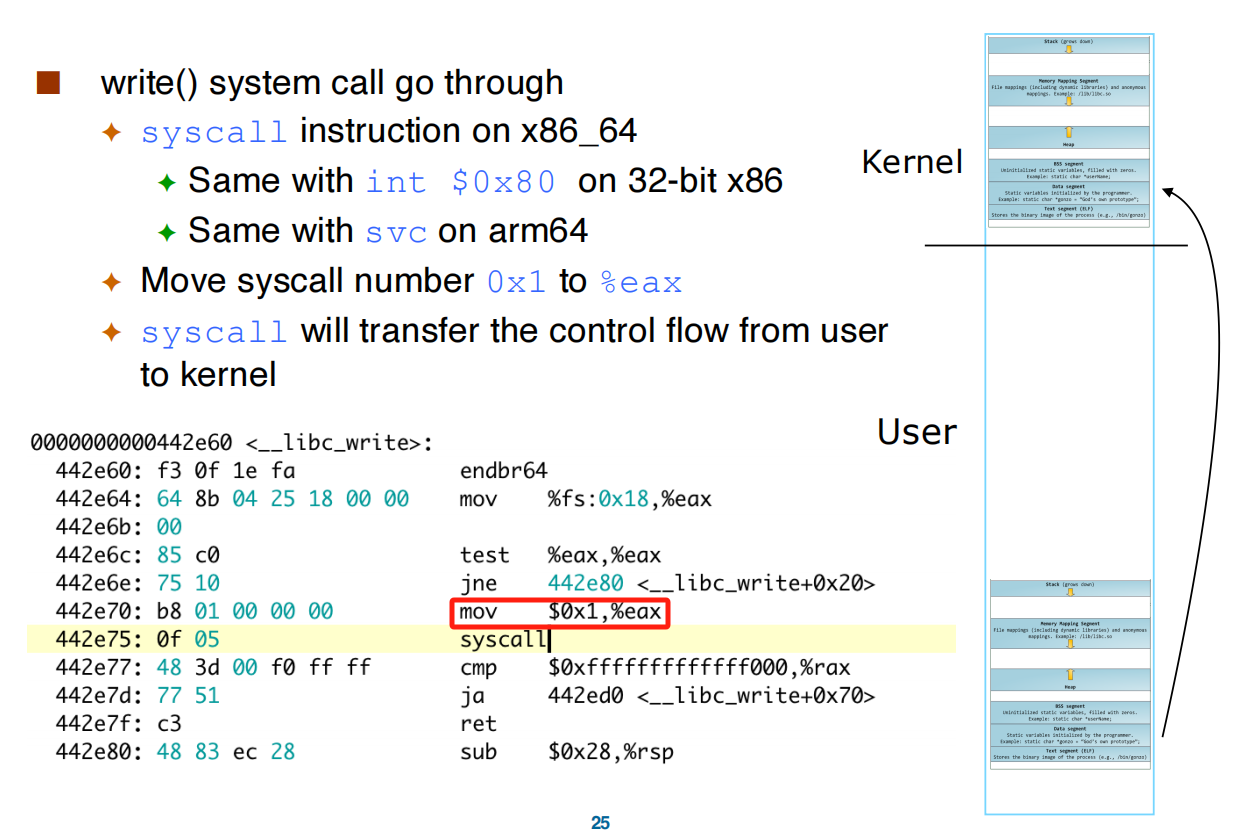 write() system call go through
syscall instruction on x86_64
Same with int $0x80 on 32-bit x86
Same with svc on arm64
Move syscall number 0x1 to %eax
syscall will transfer the control flow from user
to kernel
0000000000442e60 <__libc_write>:
442e60: f3 0f 1e fa endbr64
442e64: 64 8b 04 25 18 00 00 mov %fs:0x18,%eax
442e6b: 00
442e6c: 85 c0 test %eax,%eax
442e6e: 75 10 jne 442e80 <__libc_write+0x20>
442e70: b8 01 00 00 00 mov $0x1,%eax
442e75: 0f 05 syscall
442e77: 48 3d 00 f0 ff ff cmp $0xfffffffffffff000,%rax
442e7d: 77 51 ja 442ed0 <__libc_write+0x70>
442e7f: c3 ret
442e80: 48 83 ec 28 sub $0x28,%rsp
Kernel
User
Stack (grows down)
Memory Mapping Segment
File mappings (including dynamic libraries) and anonymous
mappings. Example: /lib/libc.so
Heap
BSS segment
Uninitialized static variables, filled with zeros.
Example: static char *userName;
Data segment
Static variables initialized by the programmer.
Example: static char *gonzo = "God's own prototype";
Text segment (ELF)
Stores the binary image of the process (e.g., /bin/gonzo)
Stack (grows down)
Memory Mapping Segment
File mappings (including dynamic libraries) and anonymous
mappings. Example: /lib/libc.so
Heap
BSS segment
Uninitialized static variables, filled with zeros.
Example: static char *userName;
Data segment
Static variables initialized by the programmer.
Example: static char *gonzo = "God's own prototype";
Text segment (ELF)
Stores the binary image of the process (e.g., /bin/gonzo)
25